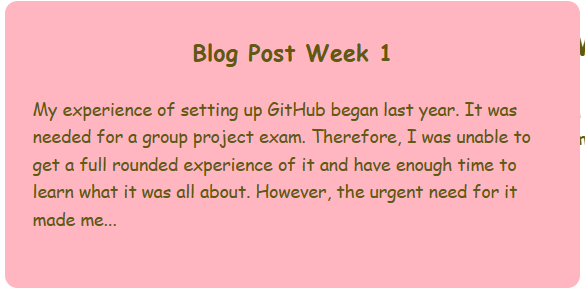 Blog Post Week 1
My experience of setting up GitHub began last year. It was
needed for a group project exam. Therefore, I was unable to
get a full rounded experience of it and have enough time to
learn what it was all about. However, the urgent need for it
made me...